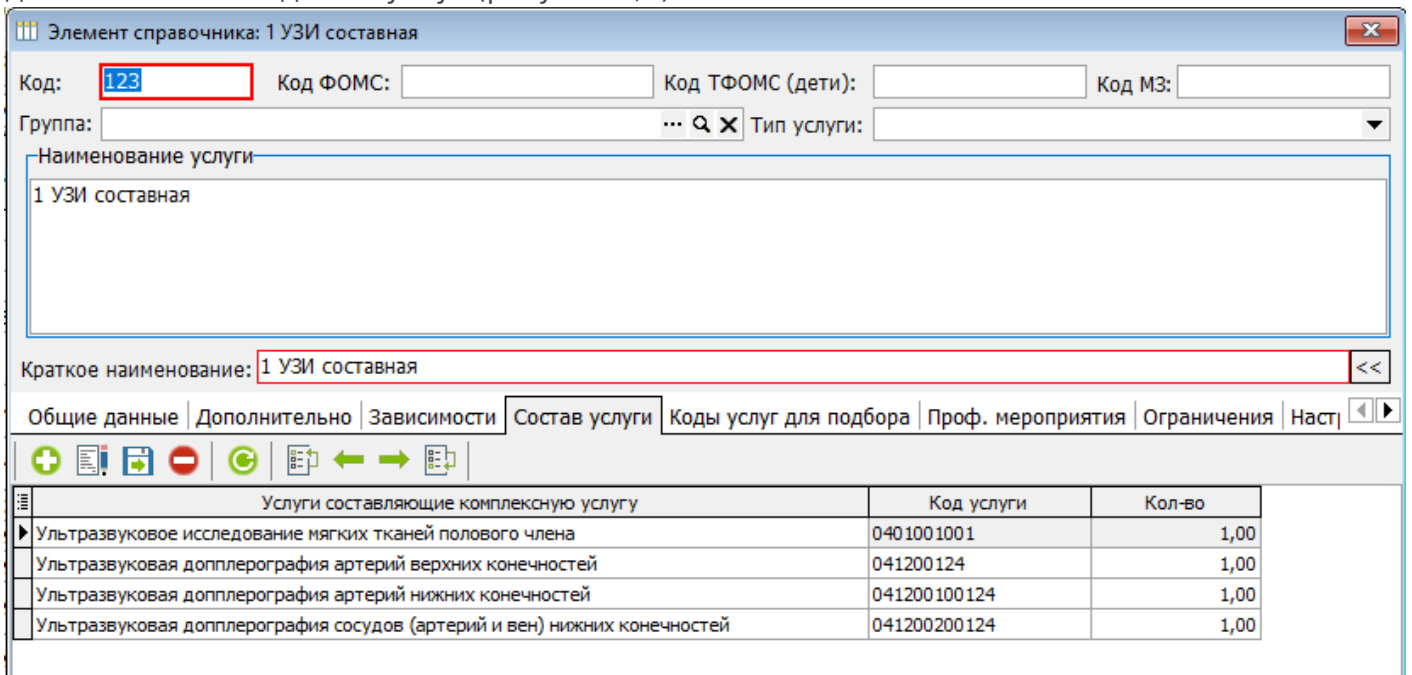 Элемент справочника: 1 УЗИ составная
Код: 123 Код ФОМС: Код ТФОМС (дети): Код МЗ:
Группа: Тип услуги:
Наименование услуги
1 УЗИ составная
Краткое наименование: 1 УЗИ составная <<
Общие данные Дополнительно Зависимости Состав услуги Коды услуг для подбора Проф. мероприятия Ограничения Наст
Услуги составляющие комплексную услугу Код услуги Кол-во
Ультразвуковое исследование мягких тканей полового члена 0401001001 1,00
Ультразвуковая допплерография артерий верхних конечностей 041200124 1,00
Ультразвуковая допплерография артерий нижних конечностей 041200100124 1,00
Ультразвуковая допплерография сосудов (артерий и вен) нижних конечностей 041200200124 1,00